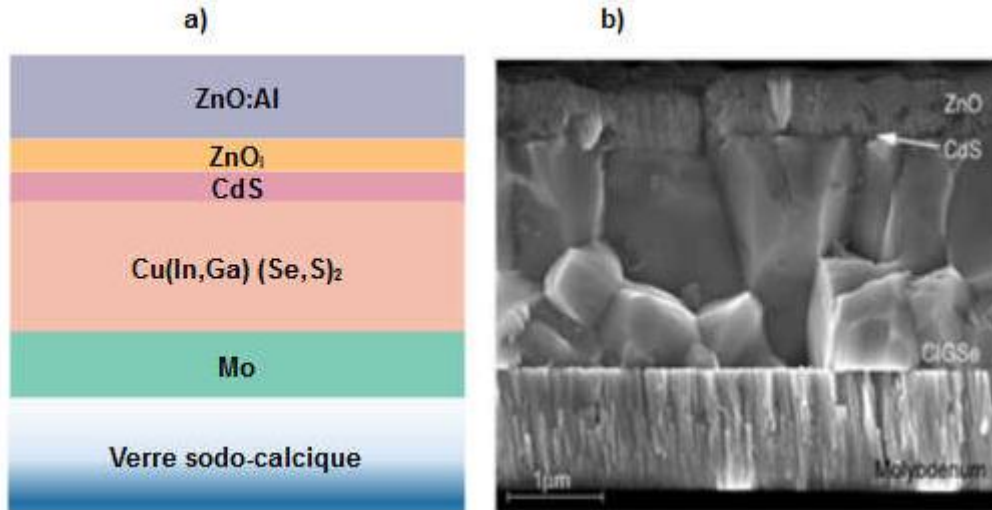 a)
ZnO:Al
ZnOi
CdS
Cu(In,Ga) (Se,S)₂
Mo
Verre sodo-calcique
b)
ZnO
CdS
CIGSe
Molybdenum
1µm